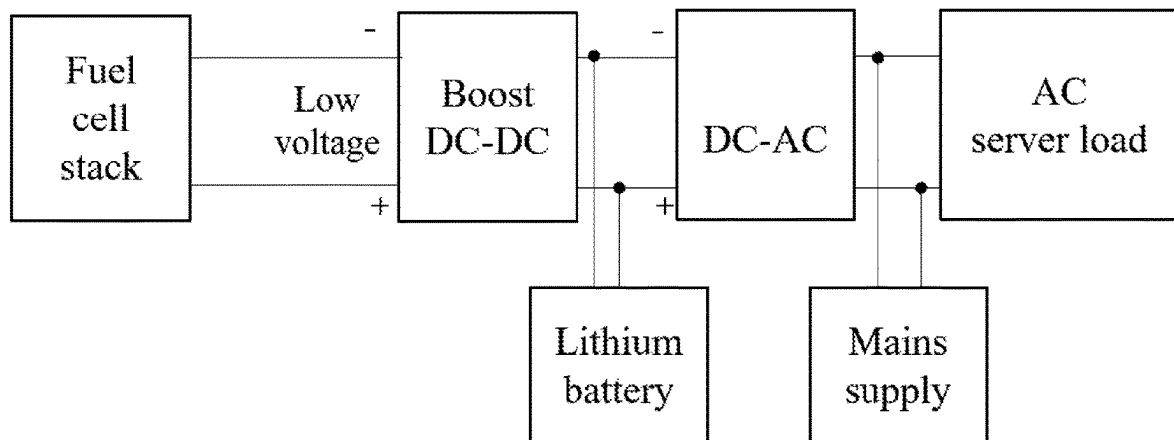 Fuel
cell
stack
-
Low
voltage
+
Boost
DC-DC
-
+
DC-AC
AC
server load
Lithium
battery
Mains
supply